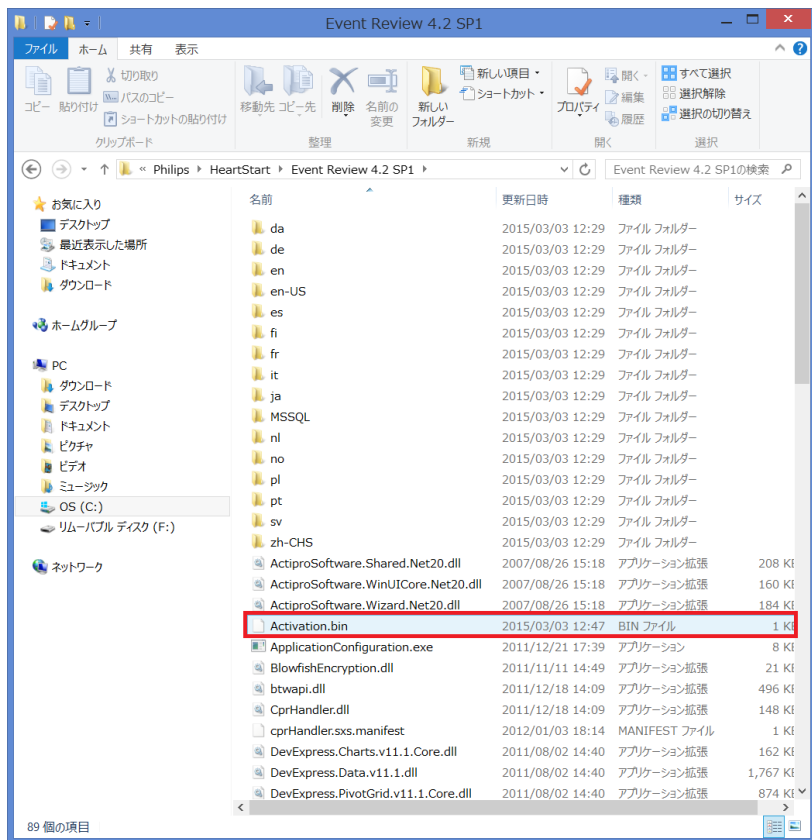 Event Review 4.2 SP1
ファイル ホーム 共有 表示
コピー 貼り付け 切り取り
パスのコピー
ショートカットの貼り付け
クリップボード
移動先 コピー先 削除 名前の変更
整理
新しいフォルダー 新しい項目
ショートカット
新規
プロパティ 開く
編集
履歴
開く
すべて選択
選択解除
選択の切り替え
選択
« Philips HeartStart Event Review 4.2 SP1 Event Review 4.2 SP1の検索
お気に入り
デスクトップ
最近表示した場所
ドキュメント
ダウンロード
ホームグループ
PC
ダウンロード
デスクトップ
ドキュメント
ピクチャ
ビデオ
ミュージック
OS (C:)
リムーバブル ディスク (F:)
ネットワーク
名前 更新日時 種類 サイズ
da 2015/03/03 12:29 ファイル フォルダー
de 2015/03/03 12:29 ファイル フォルダー
en 2015/03/03 12:29 ファイル フォルダー
en-US 2015/03/03 12:29 ファイル フォルダー
es 2015/03/03 12:29 ファイル フォルダー
fi 2015/03/03 12:29 ファイル フォルダー
fr 2015/03/03 12:29 ファイル フォルダー
it 2015/03/03 12:29 ファイル フォルダー
ja 2015/03/03 12:29 ファイル フォルダー
MSSQL 2015/03/03 12:29 ファイル フォルダー
nl 2015/03/03 12:29 ファイル フォルダー
no 2015/03/03 12:29 ファイル フォルダー
pl 2015/03/03 12:29 ファイル フォルダー
pt 2015/03/03 12:29 ファイル フォルダー
sv 2015/03/03 12:29 ファイル フォルダー
zh-CHS 2015/03/03 12:29 ファイル フォルダー
ActiproSoftware.Shared.Net20.dll 2007/08/26 15:18 アプリケーション拡張 208 KB
ActiproSoftware.WinUICore.Net20.dll 2007/08/26 15:18 アプリケーション拡張 160 KB
ActiproSoftware.Wizard.Net20.dll 2007/08/26 15:18 アプリケーション拡張 184 KB
Activation.bin 2015/03/03 12:47 BIN ファイル 1 KB
ApplicationConfiguration.exe 2011/12/21 17:39 アプリケーション 8 KB
BlowfishEncryption.dll 2011/11/11 14:49 アプリケーション拡張 21 KB
btwapi.dll 2011/12/18 14:09 アプリケーション拡張 496 KB
CprHandler.dll 2011/12/18 14:09 アプリケーション拡張 148 KB
cprHandler.sxs.manifest 2012/01/03 18:14 MANIFEST ファイル 1 KB
DevExpress.Charts.v11.1.Core.dll 2011/08/02 14:40 アプリケーション拡張 162 KB
DevExpress.Data.v11.1.dll 2011/08/02 14:40 アプリケーション拡張 1,767 KB
DevExpress.PivotGrid.v11.1.Core.dll 2011/08/02 14:40 アプリケーション拡張 874 KB
89 個の項目